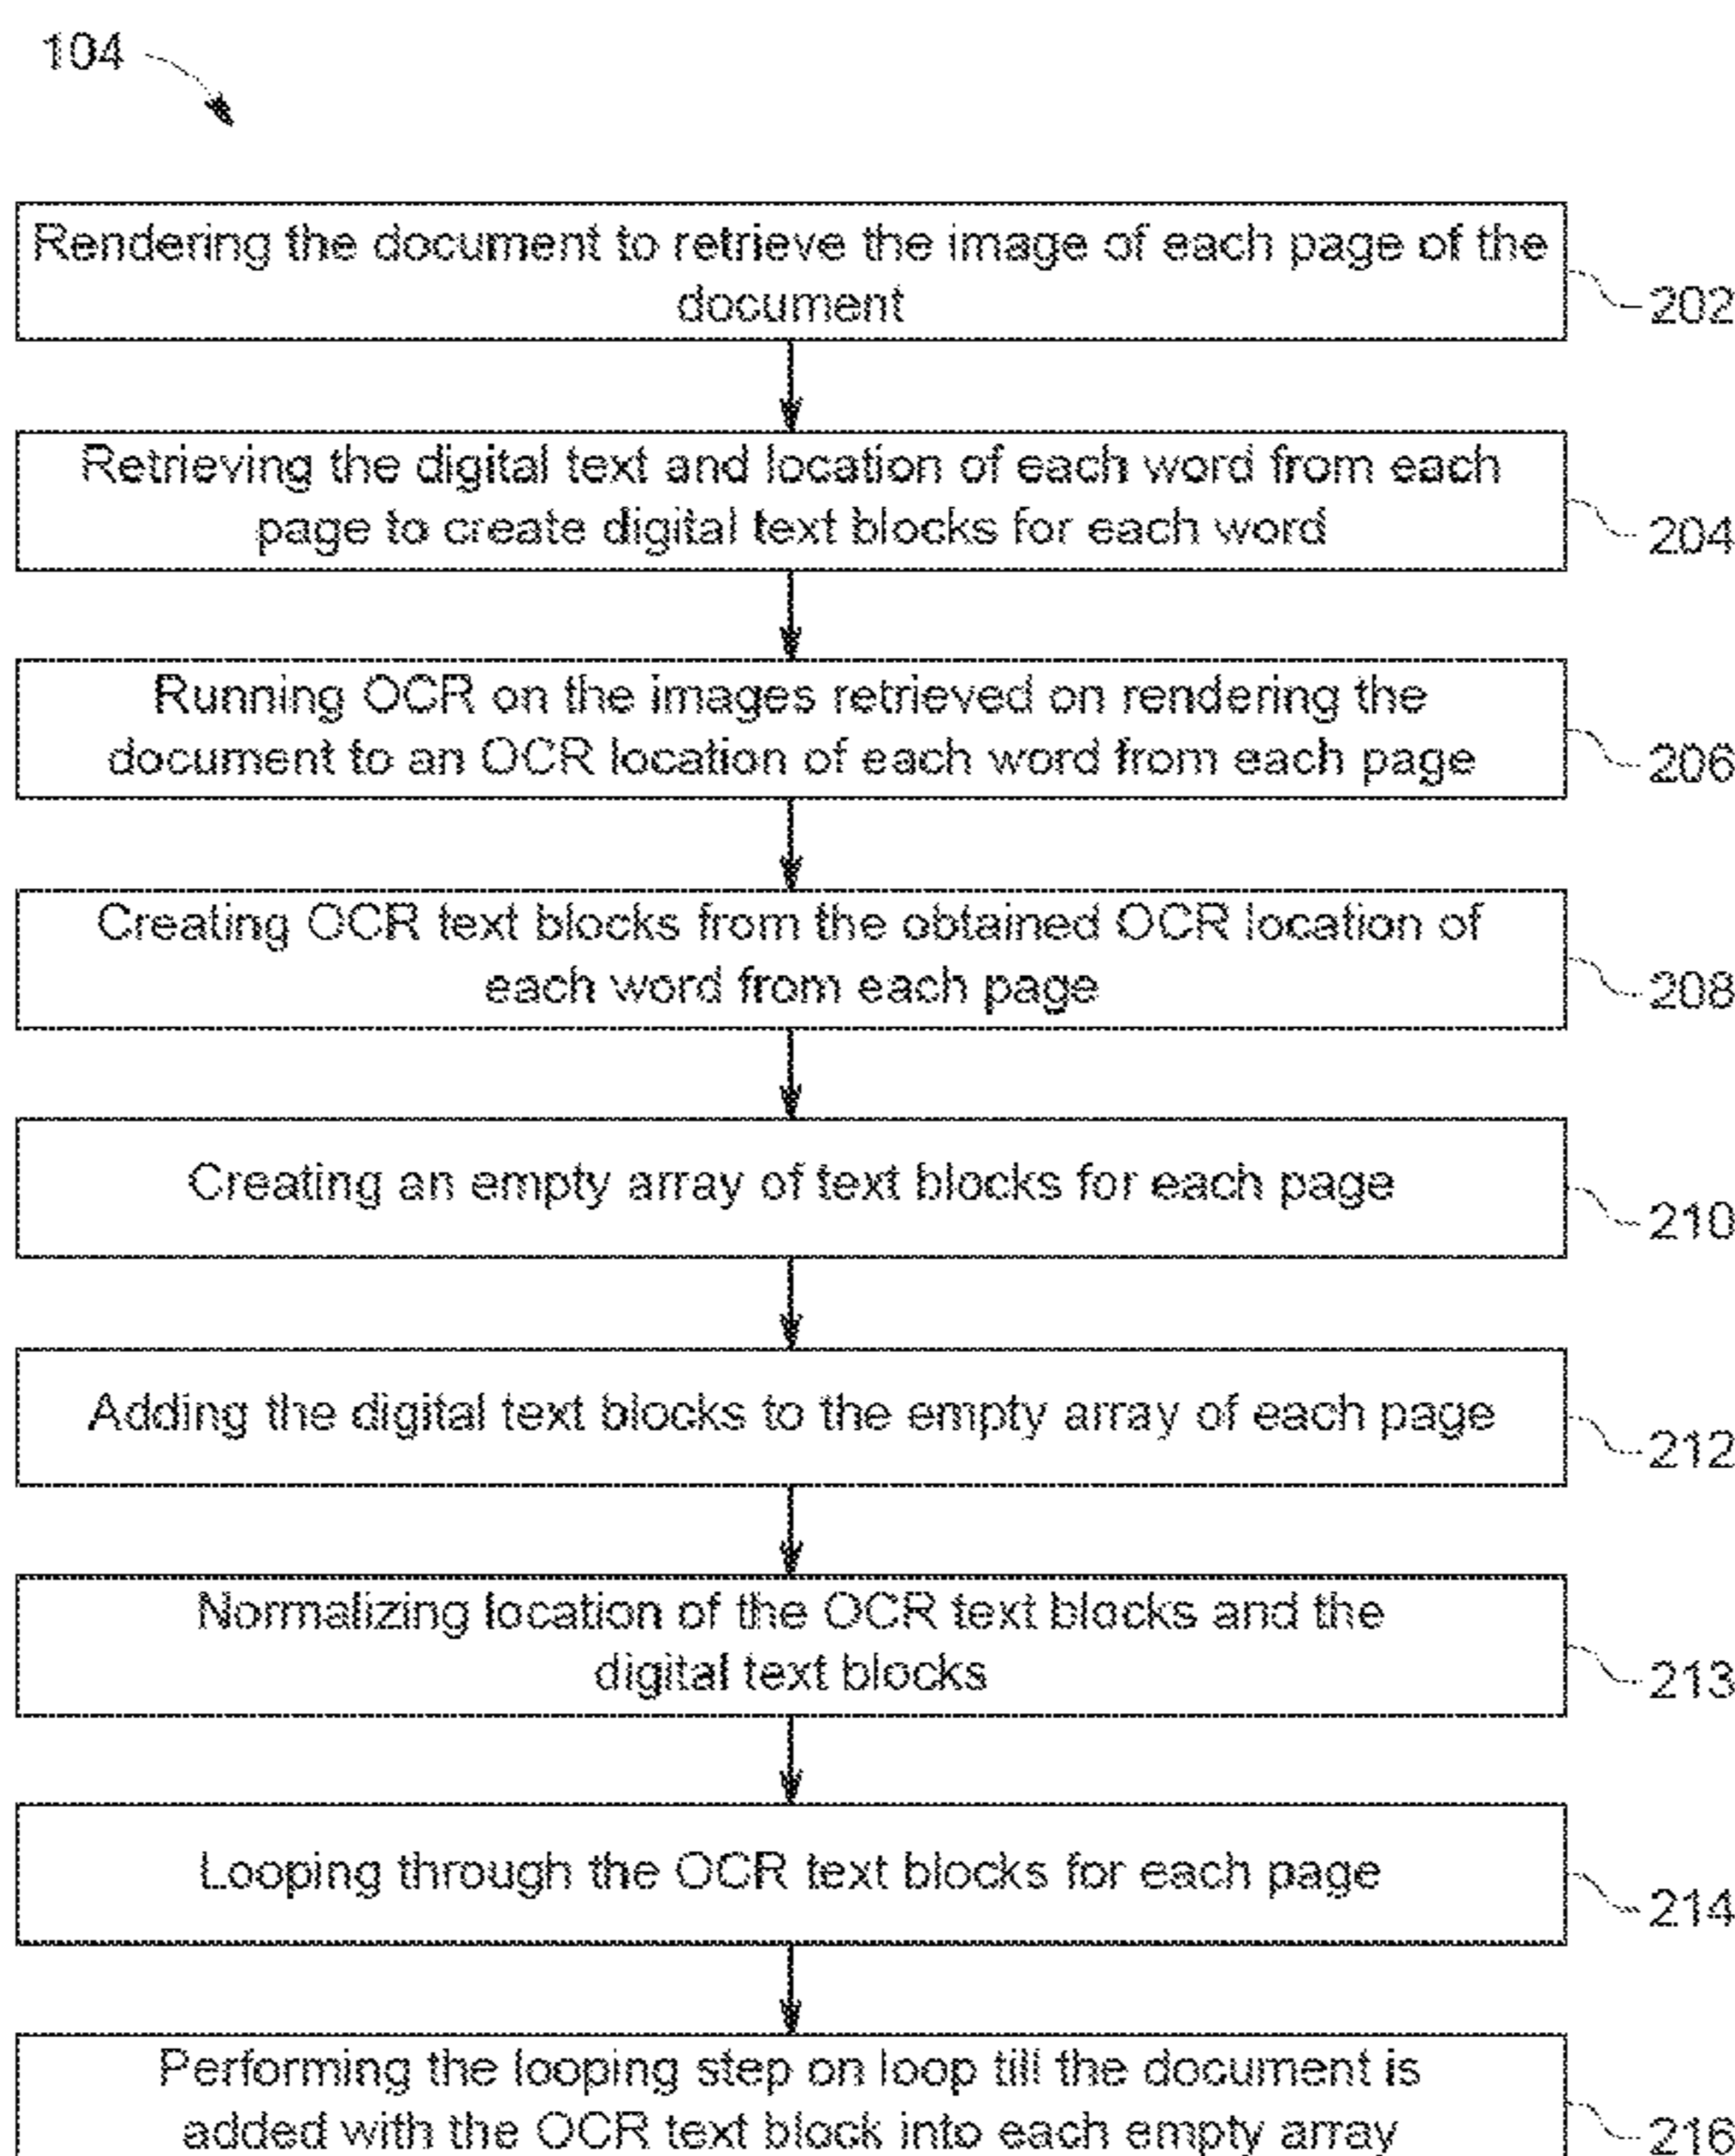 104
Rendering the document to retrieve the image of each page of the
document
202
Retrieving the digital text and location of each word from each
page to create digital text blocks for each word
204
Running OCR on the images retrieved on rendering the
document to an OCR location of each word from each page
206
Creating OCR text blocks from the obtained OCR location of
each word from each page
208
Creating an empty array of text blocks for each page
210
Adding the digital text blocks to the empty array of each page
212
Normalizing location of the OCR text blocks and the
digital text blocks
213
Looping through the OCR text blocks for each page
214
Performing the looping step on loop till the document is
added with the OCR text block into each empty array
216